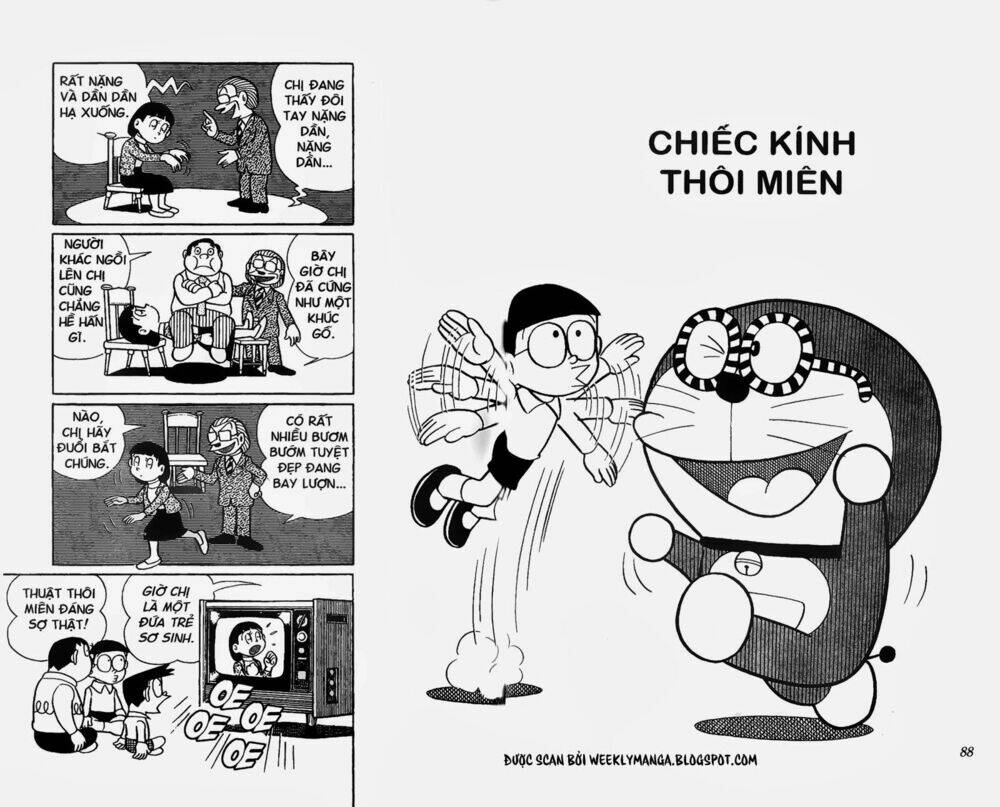 CHIẾC KÍNH
THÔI MIÊN
ĐƯỢC SCAN BỞI WEEKLYMANGA.BLOGSPOT.COM
88
CHỊ ĐANG
THẤY ĐÔI
TAY NẶNG
DẦN,
NẶNG
DẦN...
RẤT NẶNG
VÀ DẦN DẦN
HẠ XUỐNG.
BÂY
GIỜ CHỊ
ĐÃ CỨNG
NHƯ MỘT
KHÚC
GỖ.
NGƯỜI
KHÁC NGỒI
LÊN CHỊ
CŨNG
CHẲNG
HỀ HẤN
GÌ.
CÓ RẤT
NHIỀU BƯƠM
BƯỚM TUYỆT
ĐẸP ĐANG
BAY LƯỢN...
NÀO,
CHỊ HÃY
ĐUỔI BẮT
CHÚNG.
GIỜ CHỊ
LÀ MỘT
ĐỨA TRẺ
SƠ SINH.
OE
OE
OE
OE
THUẬT THÔI
MIÊN ĐÁNG
SỢ THẬT!